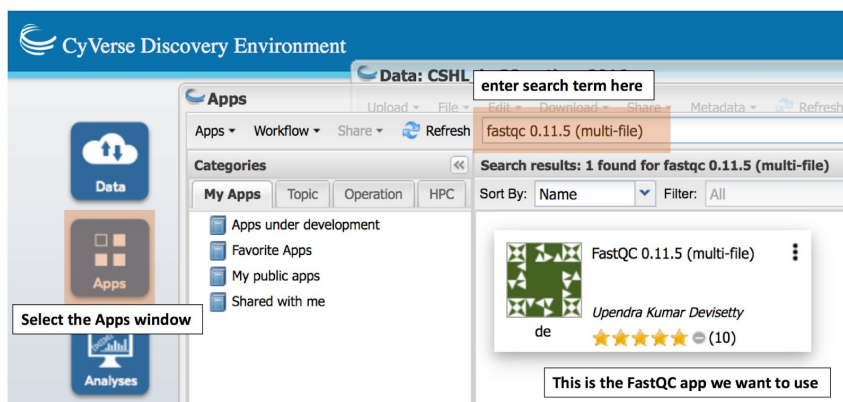 CyVerse Discovery Environment
Data: CSHL
enter search term here
Apps
Upload File Edit Download Share Metadata Refresh
Apps Workflow Share Refresh
fastqc 0.11.5 (multi-file)
Categories
Search results: 1 found for fastqc 0.11.5 (multi-file)
My Apps Topic Operation HPC
Sort By: Name Filter: All
Data
Apps under development
Favorite Apps
My public apps
Shared with me
FastQC 0.11.5 (multi-file)
Upendra Kumar Devisetty
de
(10)
Apps
Select the Apps window
Analyses
This is the FastQC app we want to use